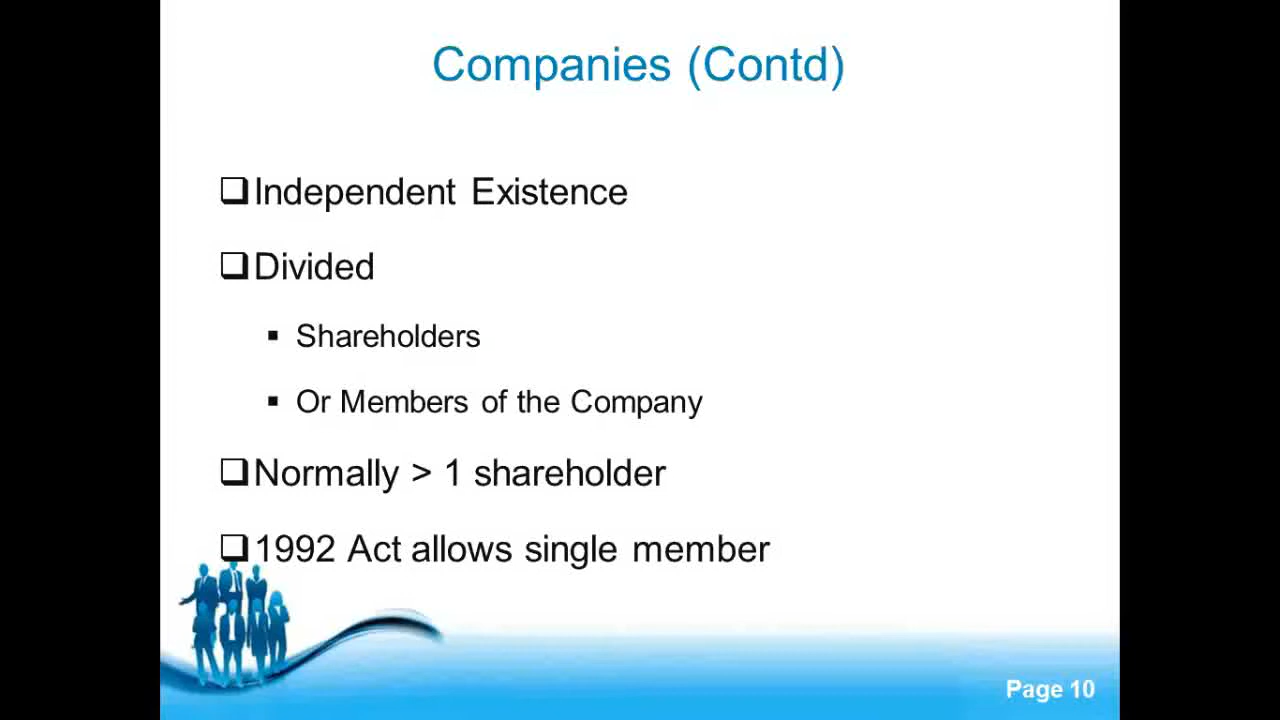 Companies (Contd)
Independent Existence
Divided
Shareholders
Or Members of the Company
Normally > 1 shareholder
1992 Act allows single member
Page 10